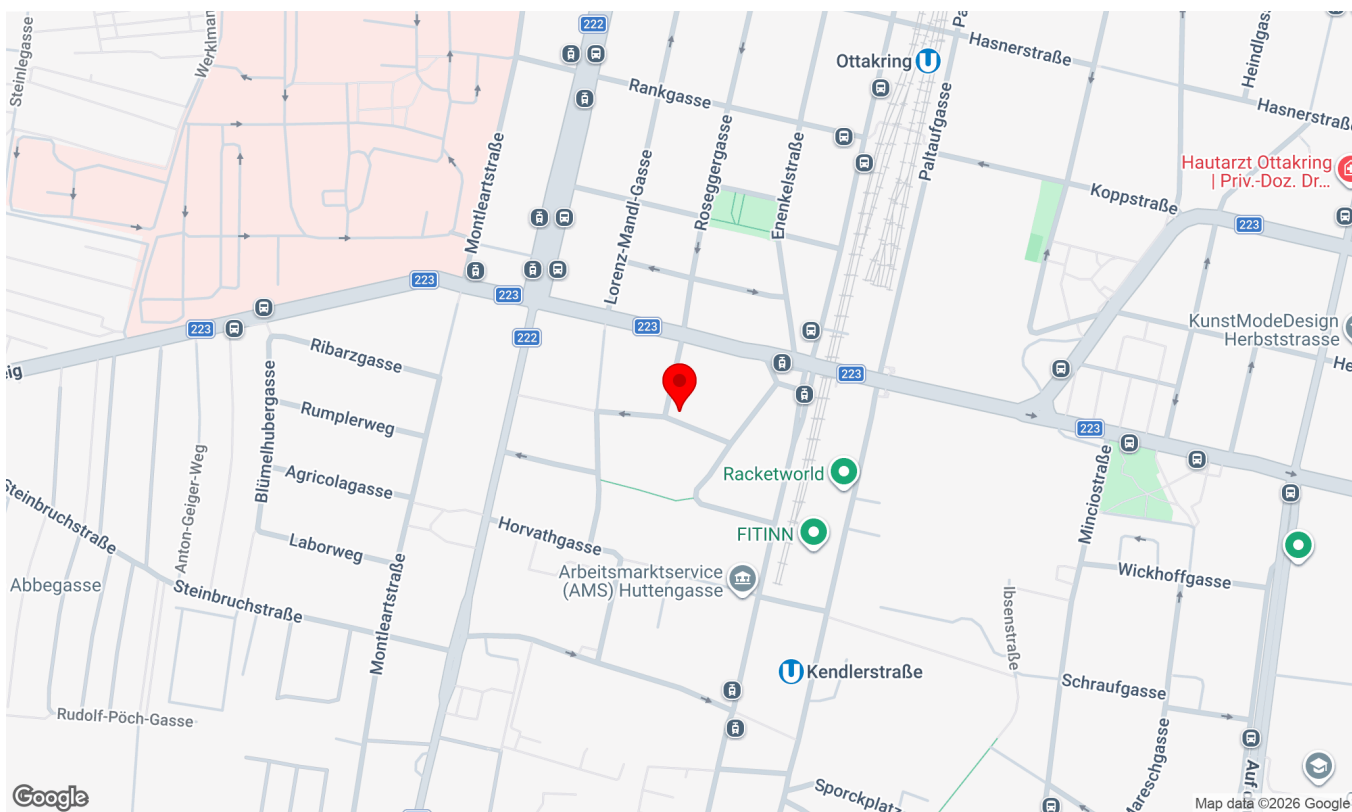 222
Hasnerstraße
Ottakring
Heindlgasse
Steinlegasse
Rankgasse
Hasnerstraße
Paltaufgasse
Roseggergasse
Enenkelstraße
Lorenz-Mandl-Gasse
Montleartstraße
Hautarzt Ottakring
| Priv.-Doz. Dr...
Koppstraße
223
223
223
223
223
222
KunstModeDesign
Herbststrasse
Ribarzgasse
223
Rumplerweg
223
Blümelhubergasse
Anton-Geiger-Weg
Agricolagasse
Racketworld
Minciostraße
Steinbruchstraße
Horvathgasse
FITINN
Laborweg
Arbeitsmarktservice
(AMS) Huttengasse
Wickhoffgasse
Abbegasse
Steinbruchstraße
Montleartstraße
Ibsenstraße
Kendlerstraße
Schraufgasse
Rudolf-Pöch-Gasse
Mareschgasse
Sporckplatz
Google
Map data ©2026 Google